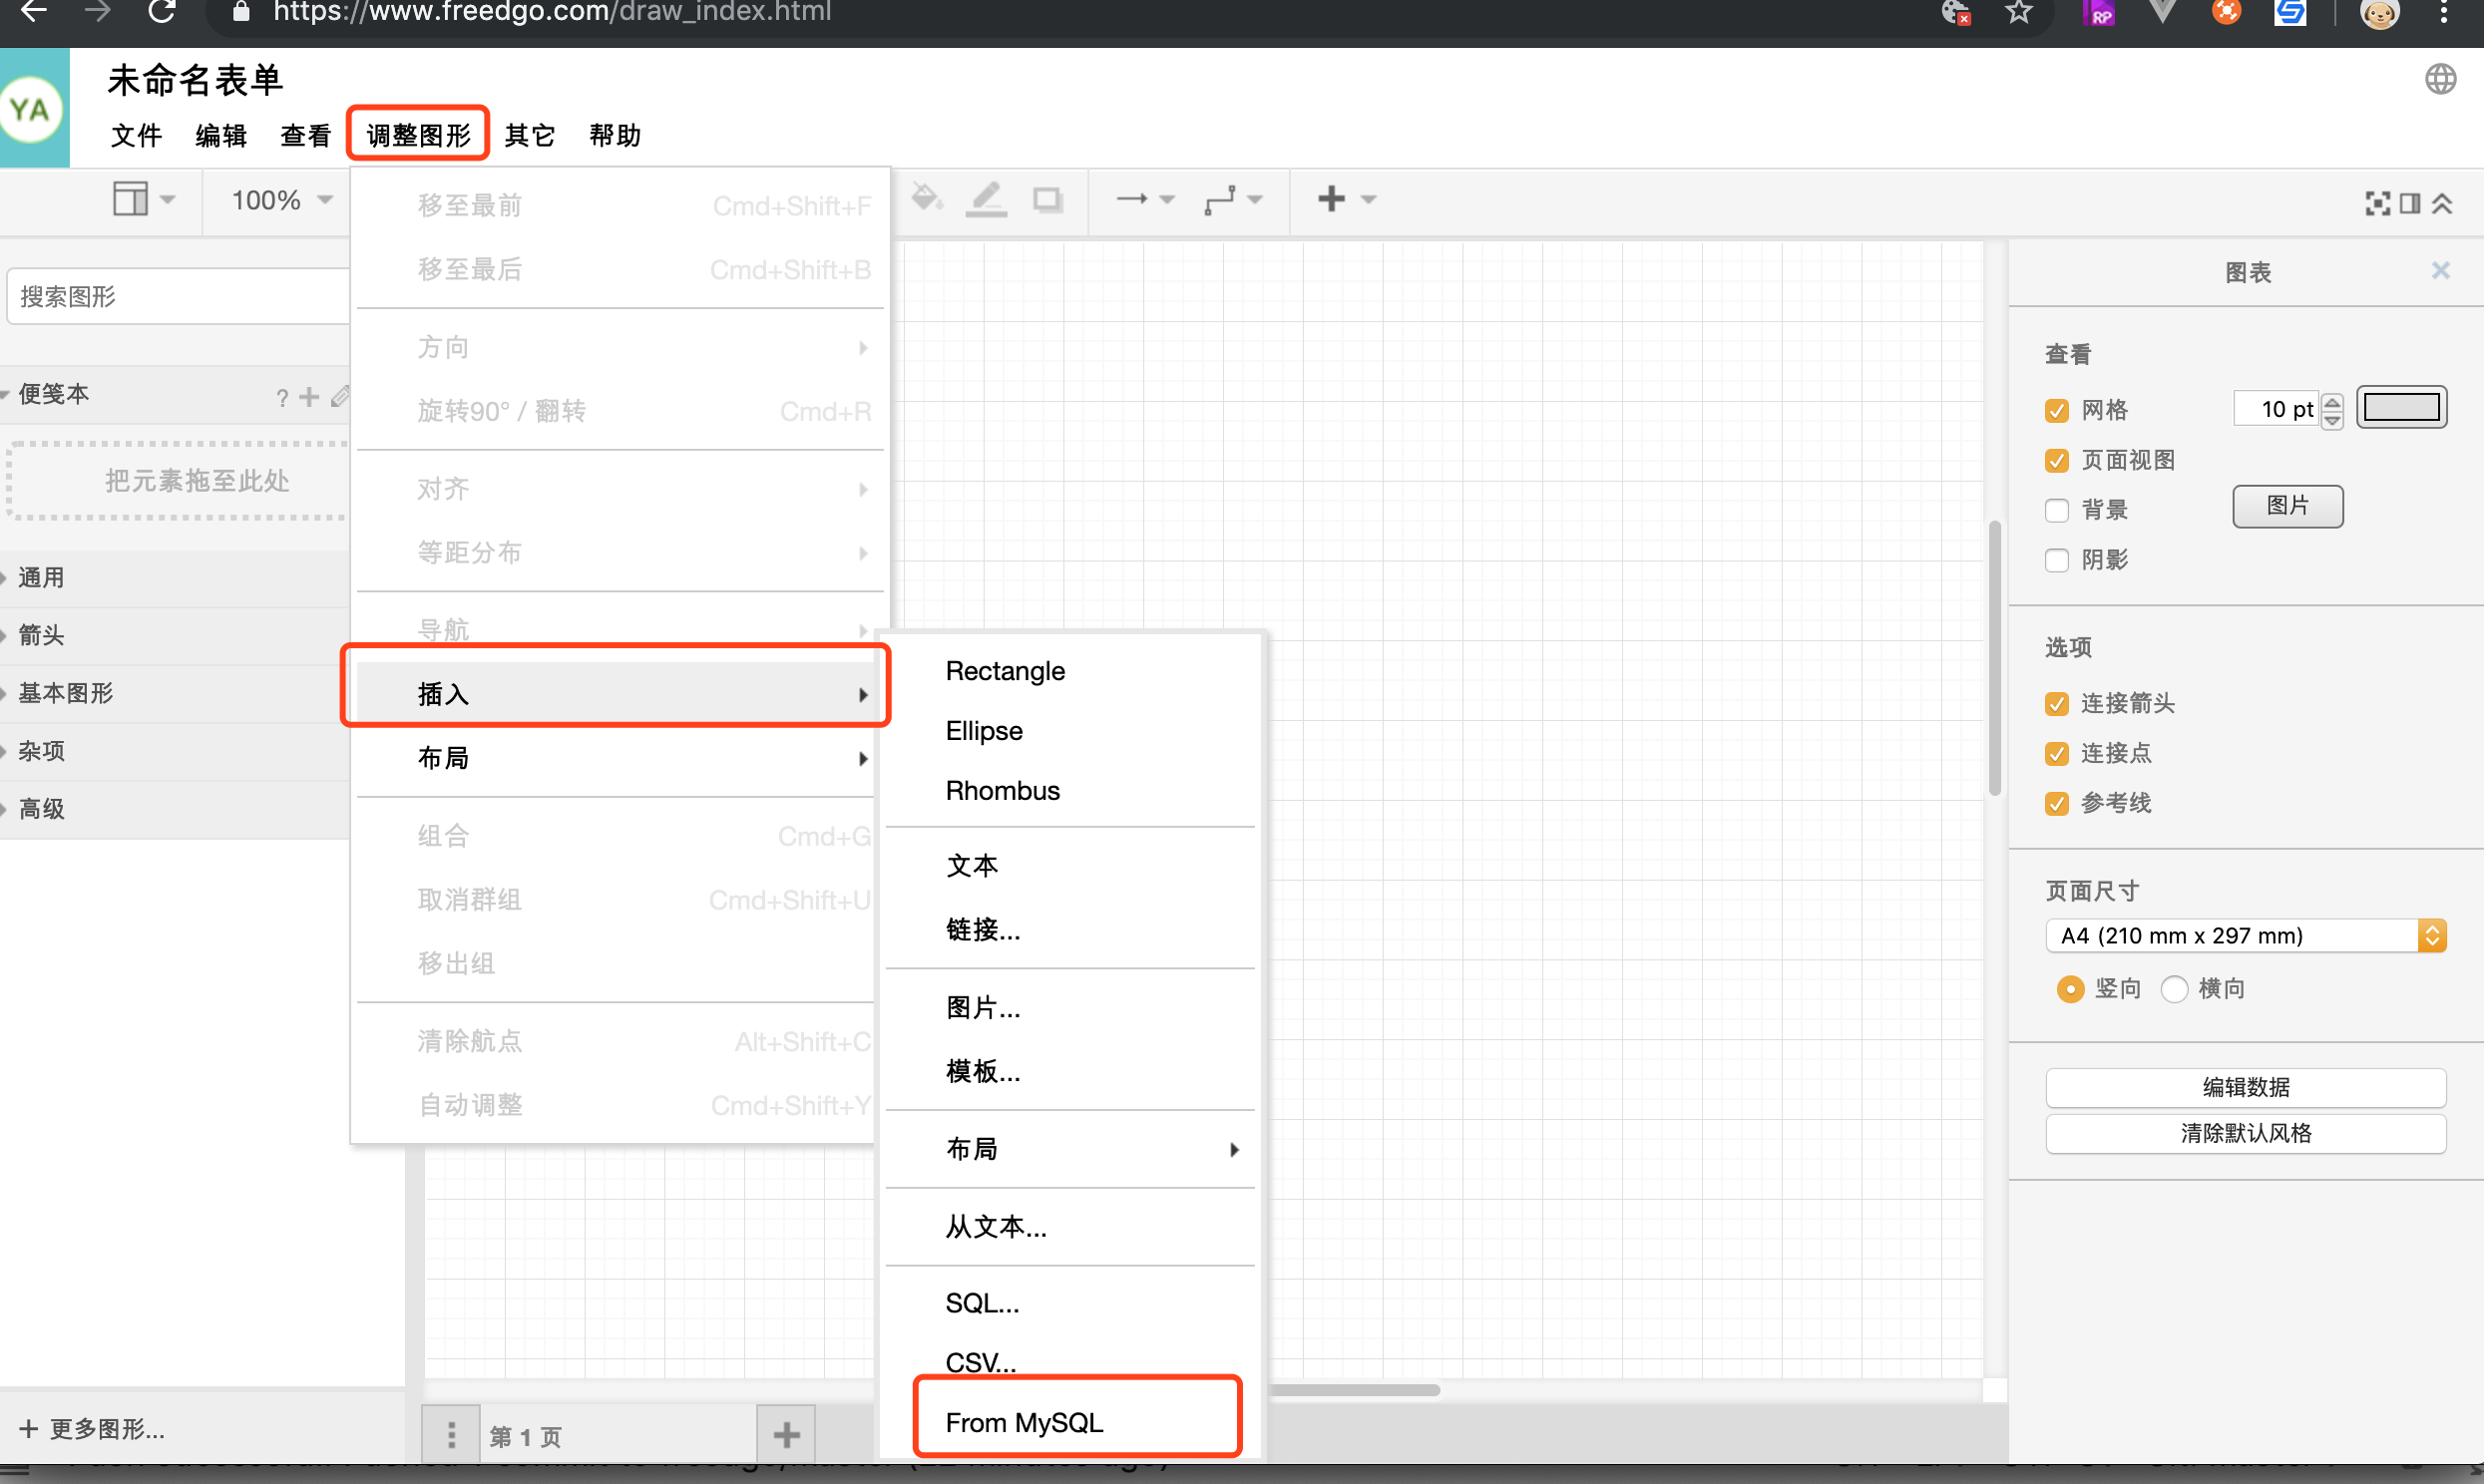 https://www.freedgo.com/draw_index.html
RP
YA
未命名表单
文件 编辑 查看 调整图形 其它 帮助
100%
搜索图形
便笺本 ?
把元素拖至此处
通用
箭头
基本图形
杂项
高级
更多图形...
移至最前 Cmd+Shift+F
移至最后 Cmd+Shift+B
方向
旋转90° / 翻转 Cmd+R
对齐
等距分布
导航
插入
布局
组合 Cmd+G
取消群组 Cmd+Shift+U
移出组
清除航点 Alt+Shift+C
自动调整 Cmd+Shift+Y
Rectangle
Ellipse
Rhombus
文本
链接...
图片...
模板...
布局
从文本...
SQL...
CSV...
From MySQL
第 1 页
图表
查看
网格 10 pt
页面视图
背景 图片
阴影
选项
连接箭头
连接点
参考线
页面尺寸
A4 (210 mm x 297 mm)
竖向 横向
编辑数据
清除默认风格